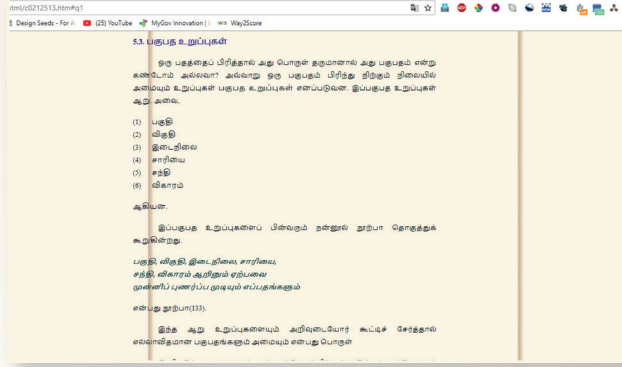 tml/c0212513.htm#q1
Design Seeds - For A
(25) YouTube
MyGov Innovation |
Way2Score
5.3. பகுபத உறுப்புகள்
ஒரு பதத்தைப் பிரித்தால் அது பொருள் தருமானால் அது பகுபதம் என்று
கண்டோம் அல்லவா? அவ்வாறு ஒரு பகுபதம் பிரிந்து நிற்கும் நிலையில்
அமையும் உறுப்புகள் பகுபத உறுப்புகள் எனப்படுவன. இப்பகுபத உறுப்புகள்
ஆறு. அவை,
(1) பகுதி
(2) விகுதி
(3) இடைநிலை
(4) சாரியை
(5) சந்தி
(6) விகாரம்
ஆகியன.
இப்பகுபத உறுப்புகளைப் பின்வரும் நன்னூல் நூற்பா தொகுத்துக்
கூறுகின்றது.
பகுதி, விகுதி, இடைநிலை, சாரியை,
சந்தி, விகாரம் ஆறினும் ஏற்பவை
முன்னிப் புணர்ப்ப முடியும் எப்பதங்களும்
என்பது நூற்பா(133).
இந்த ஆறு உறுப்புகளையும் அறிவுடையோர் கூட்டிச் சேர்த்தால்
எல்லாவிதமான பகுபதங்களும் அமையும் என்பது பொருள்